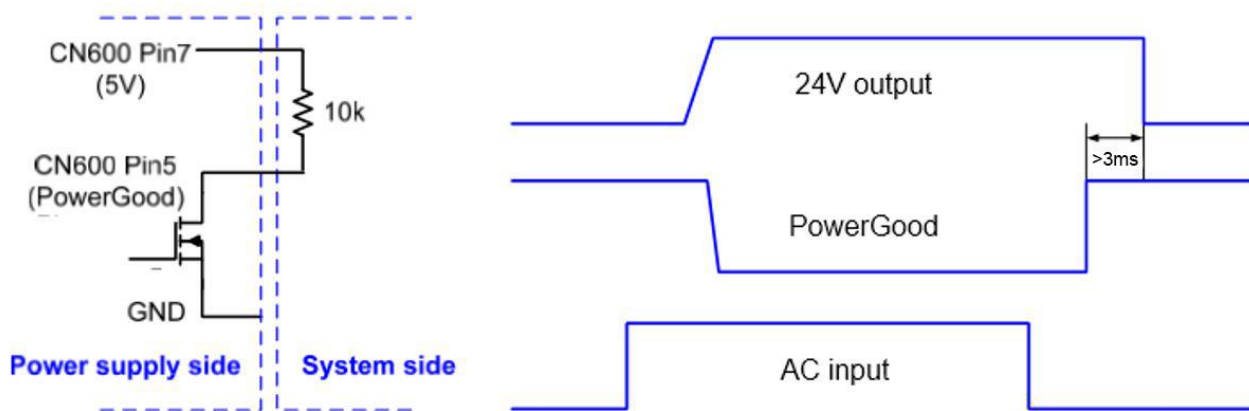 CN600 Pin7
(5V)
10k
CN600 Pin5
(PowerGood)
GND
Power supply side
System side
24V output
>3ms
PowerGood
AC input